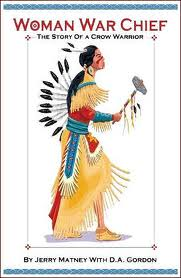 WOMAN WAR CHIEF
THE STORY OF A CROW WARRIOR
BY JERRY MATNEY WITH D.A. GORDON